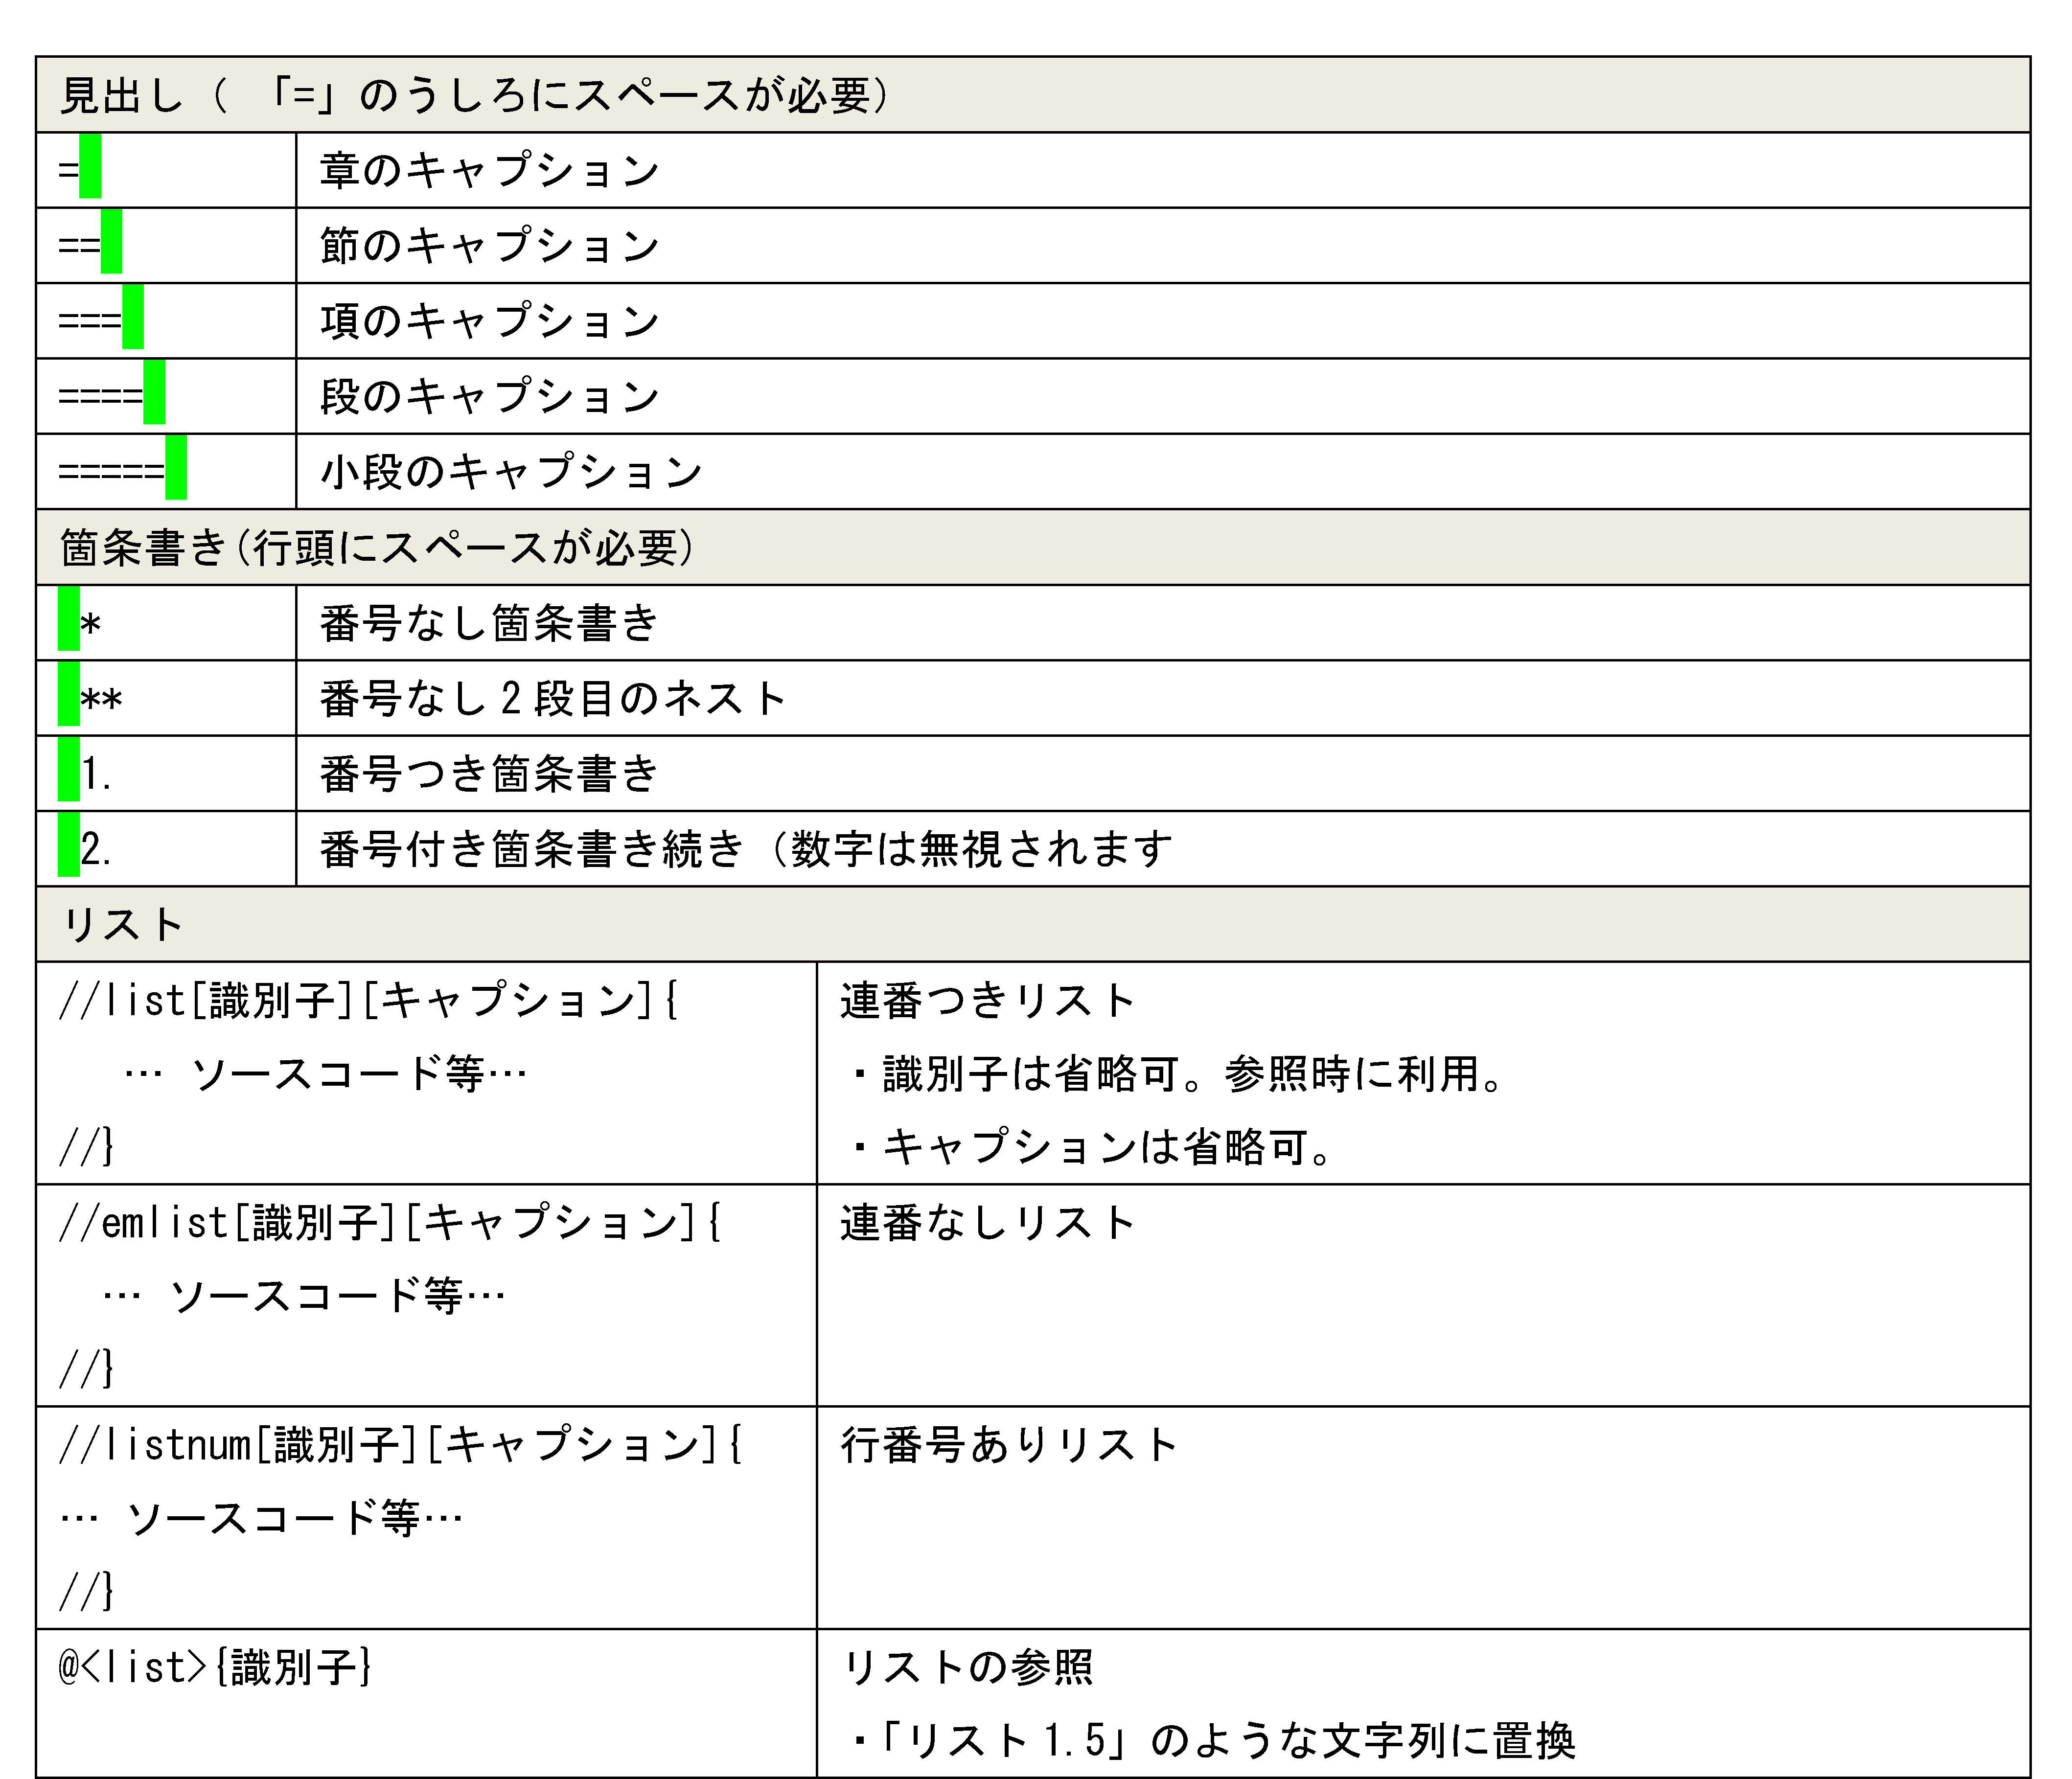 見出し（ 「=」のうしろにスペースが必要）
= 章のキャプション
== 節のキャプション
=== 項のキャプション
==== 段のキャプション
===== 小段のキャプション
箇条書き(行頭にスペースが必要)
* 番号なし箇条書き
** 番号なし2段目のネスト
1. 番号つき箇条書き
2. 番号付き箇条書き続き（数字は無視されます
リスト
//list[識別子][キャプション]{
… ソースコード等…
//}
連番つきリスト
・識別子は省略可。参照時に利用。
・キャプションは省略可。
//emlist[識別子][キャプション]{
… ソースコード等…
//}
連番なしリスト
//listnum[識別子][キャプション]{
… ソースコード等…
//}
行番号ありリスト
@<list>{識別子}
リストの参照
・「リスト1.5」のような文字列に置換